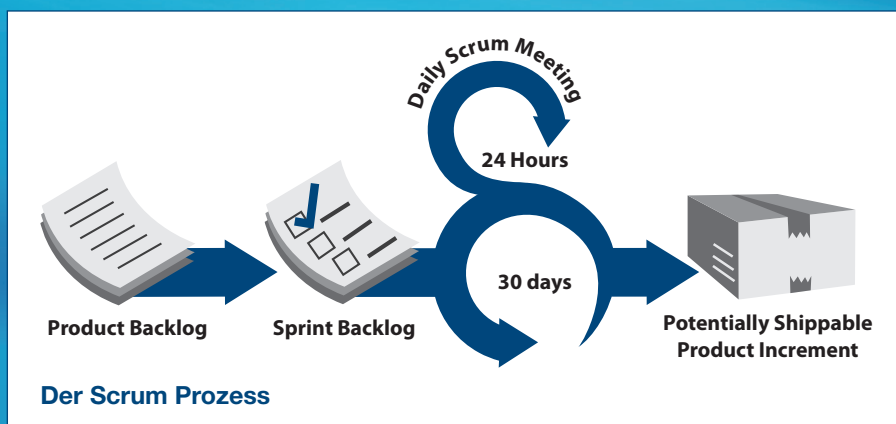 Daily Scrum Meeting
24 Hours
30 days
Product Backlog
Sprint Backlog
Potentially Shippable
Product Increment
Der Scrum Prozess